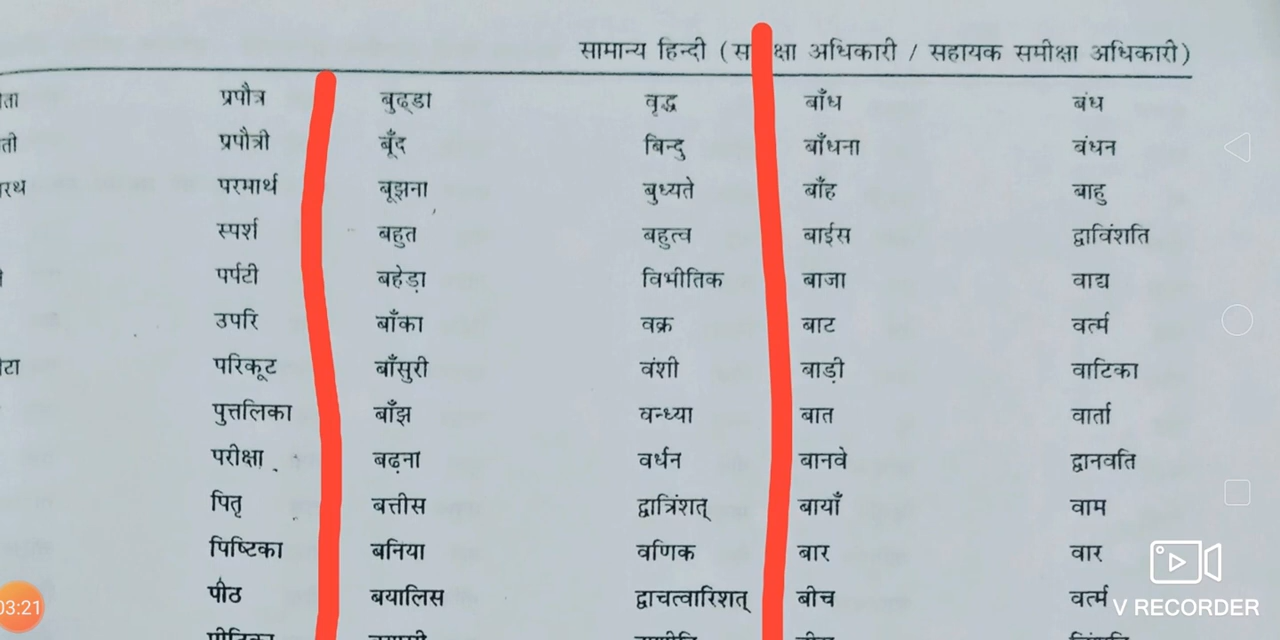 सामान्य हिन्दी (स क्षा अधिकारी / सहायक समीक्षा अधिकारी)
प्रपौत्र बुड्डा वृद्ध बाँध बंध
प्रपौत्री बूँद बिन्दु बाँधना बंधन
परमार्थ बूझना बुध्यते बाँह बाहु
स्पर्श बहुत बहुत्व बाईस द्वाविंशति
पर्पटी बहेड़ा विभीतिक बाजा वाद्य
उपरि बाँका वक्र बाट वर्त्म
परिकूट बाँसुरी वंशी बाड़ी वाटिका
पुत्तलिका बाँझ वन्ध्या बात वार्ता
परीक्षा बढ़ना वर्धन बानवे द्वानवति
पितृ बत्तीस द्वात्रिंशत् बायाँ वाम
पिष्टिका बनिया वणिक बार वार
पीठ बयालिस द्वाचत्वारिशत् बीच वर्त्म
03:21
V RECORDER